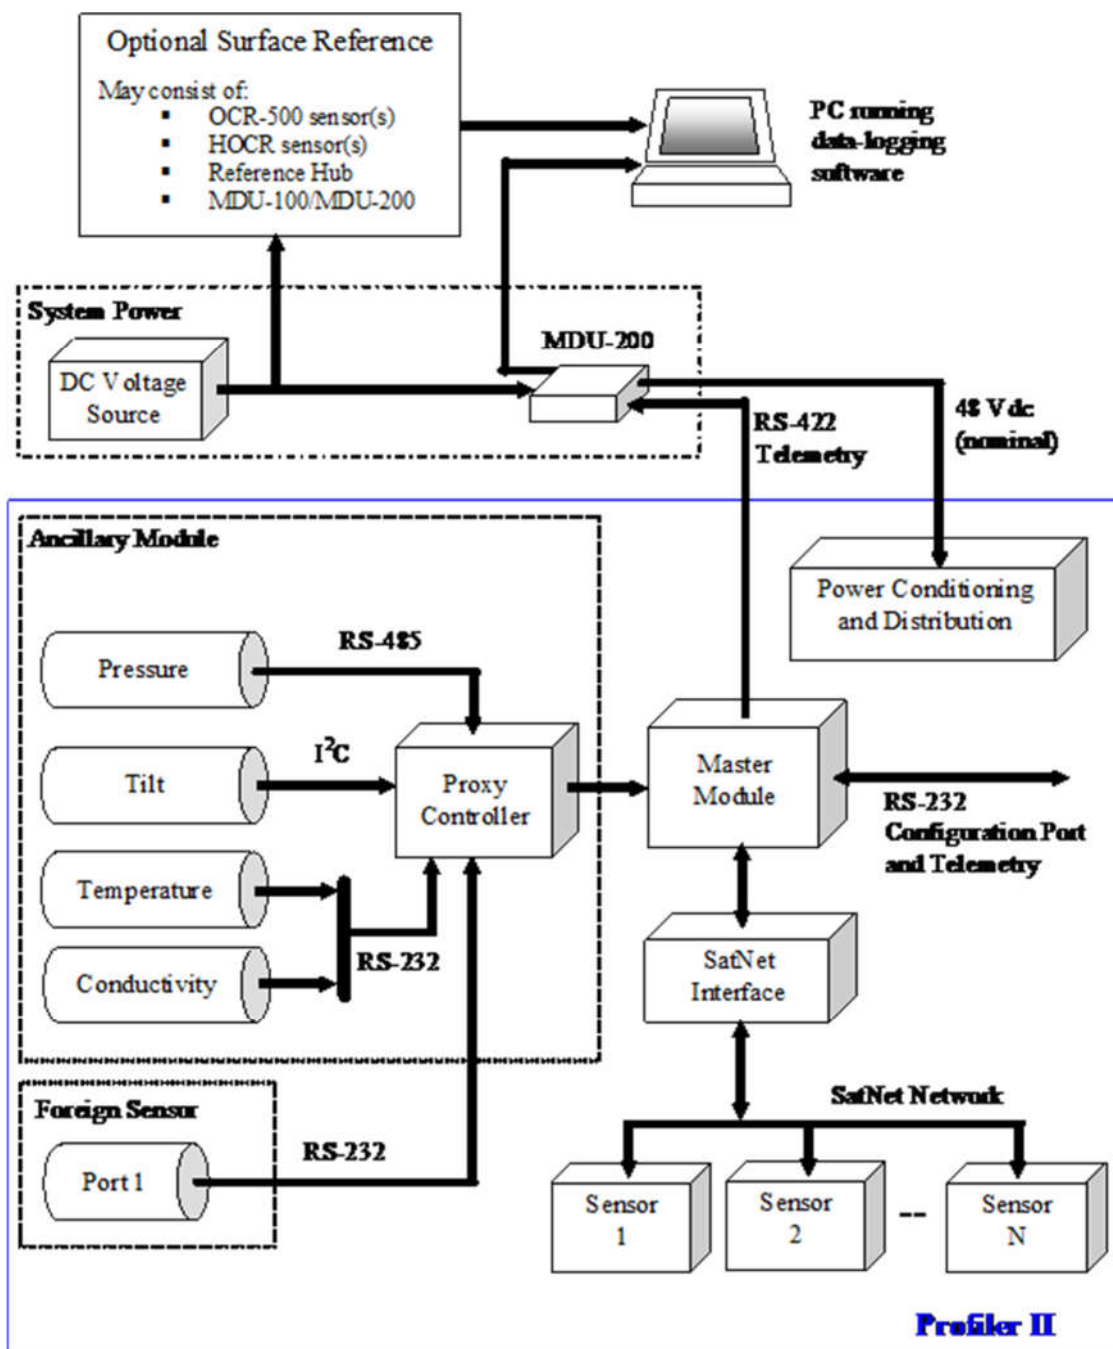 Optional Surface Reference
May consist of:
▪ OCR-500 sensor(s)
▪ HOCR sensor(s)
▪ Reference Hub
▪ MDU-100/MDU-200
PC running
data-logging
software
System Power
DC Voltage
Source
MDU-200
RS-422
Telemetry
48 Vdc
(nominal)
Ancillary Module
Power Conditioning
and Distribution
Pressure
RS-485
Tilt
I²C
Proxy
Controller
Master
Module
RS-232
Configuration Port
and Telemetry
Temperature
Conductivity
RS-232
SatNet
Interface
Foreign Sensor
Port 1
RS-232
SatNet Network
Sensor
1
Sensor
2
--
Sensor
N
Profiler II